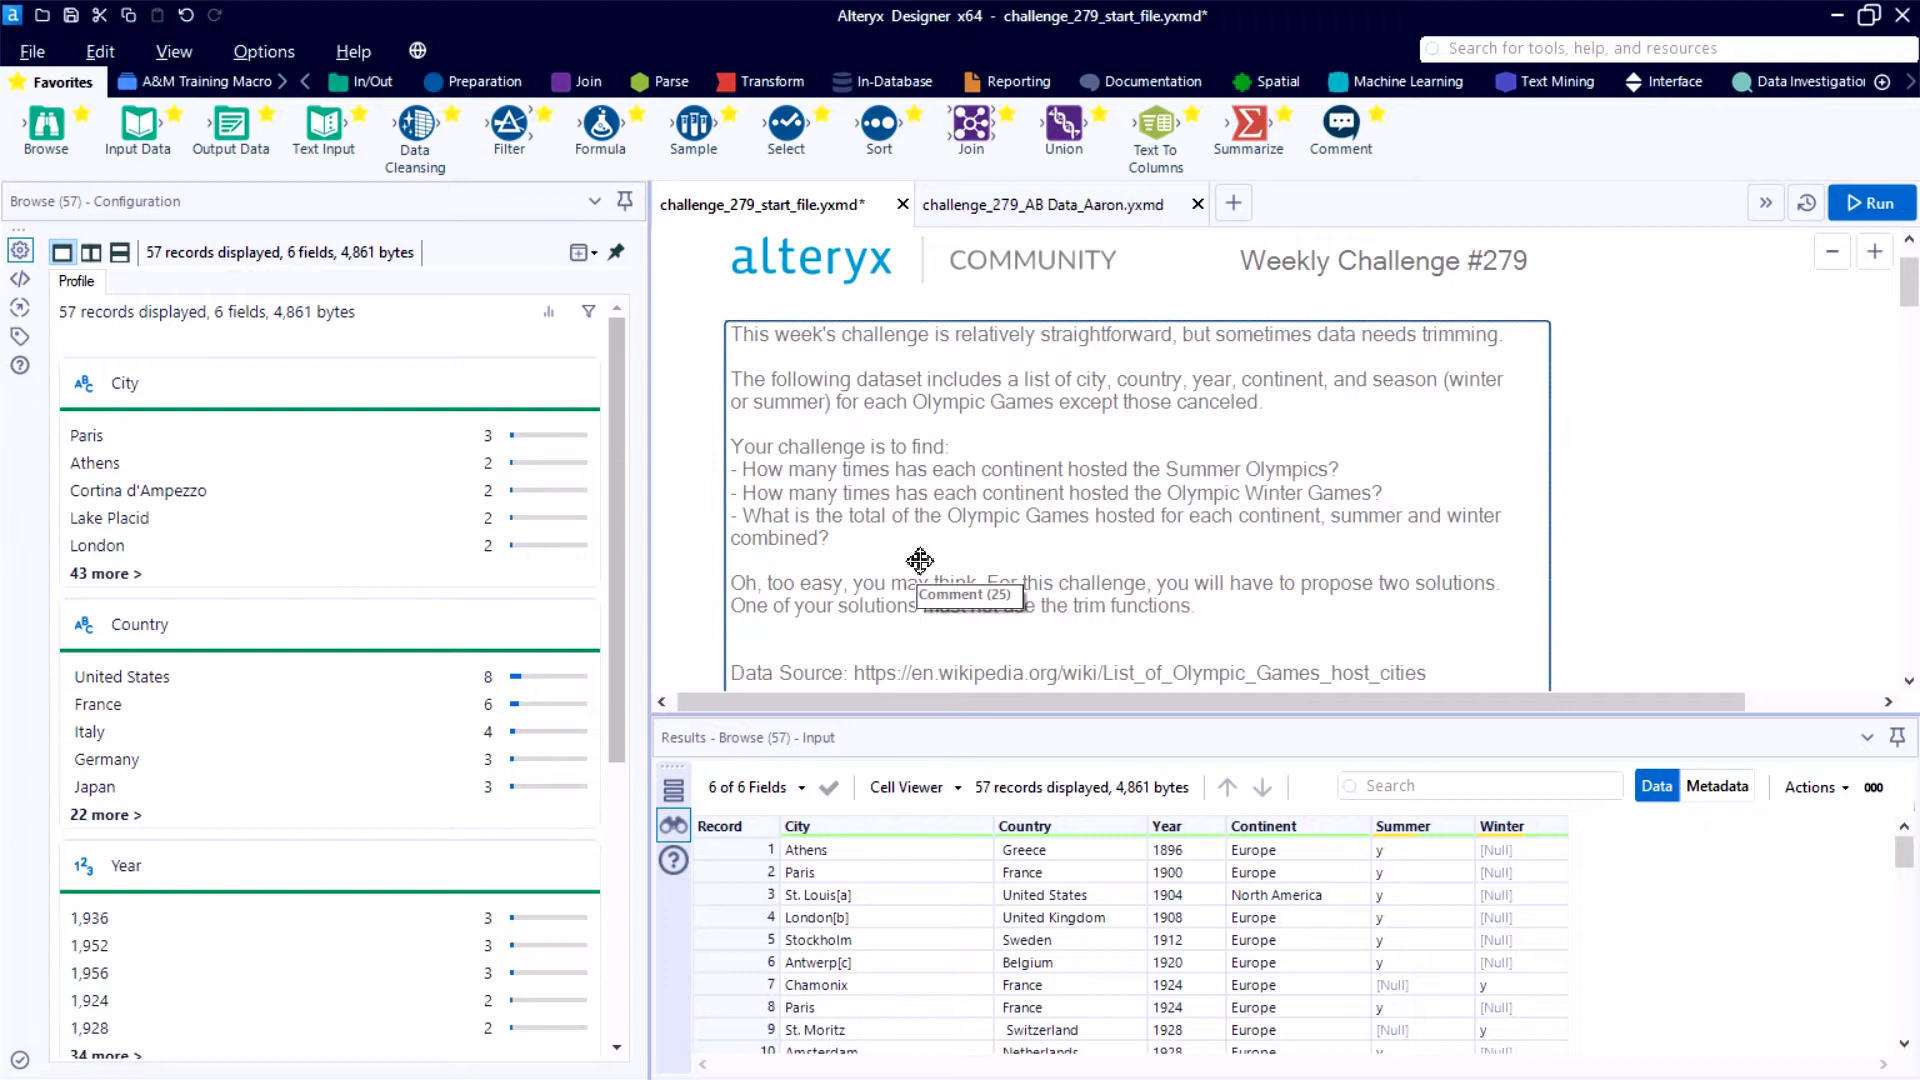 Alteryx Designer x64 - challenge_279_start_file.yxmd*
File Edit View Options Help
Search for tools, help, and resources
Favorites A&M Training Macro In/Out Preparation Join Parse Transform In-Database Reporting Documentation Spatial Machine Learning Text Mining Interface Data Investigatio
Browse Input Data Output Data Text Input Data Cleansing Filter Formula Sample Select Sort Join Union Text To Columns Summarize Comment
Browse (57) - Configuration
challenge_279_start_file.yxmd*
challenge_279_AB Data_Aaron.yxmd
Run
57 records displayed, 6 fields, 4,861 bytes
Profile
57 records displayed, 6 fields, 4,861 bytes
ABC City
Paris 3
Athens 2
Cortina d'Ampezzo 2
Lake Placid 2
London 2
43 more >
ABC Country
United States 8
France 6
Italy 4
Germany 3
Japan 3
22 more >
123 Year
1,936 3
1,952 3
1,956 3
1,924 2
1,928 2
34 more >
alteryx COMMUNITY Weekly Challenge #279
This week's challenge is relatively straightforward, but sometimes data needs trimming.
The following dataset includes a list of city, country, year, continent, and season (winter
or summer) for each Olympic Games except those canceled.
Your challenge is to find:
- How many times has each continent hosted the Summer Olympics?
- How many times has each continent hosted the Olympic Winter Games?
- What is the total of the Olympic Games hosted for each continent, summer and winter
combined?
Oh, too easy, you may think. For this challenge, you will have to propose two solutions.
Comment (25)
One of your solutions must not use the trim functions.
Data Source: https://en.wikipedia.org/wiki/List_of_Olympic_Games_host_cities
Results - Browse (57) - Input
6 of 6 Fields Cell Viewer 57 records displayed, 4,861 bytes Search Data Metadata Actions 000
Record City Country Year Continent Summer Winter
1 Athens Greece 1896 Europe y [Null]
2 Paris France 1900 Europe y [Null]
3 St. Louis[a] United States 1904 North America y [Null]
4 London[b] United Kingdom 1908 Europe y [Null]
5 Stockholm Sweden 1912 Europe y [Null]
6 Antwerp[c] Belgium 1920 Europe y [Null]
7 Chamonix France 1924 Europe [Null] y
8 Paris France 1924 Europe y [Null]
9 St. Moritz Switzerland 1928 Europe [Null] y
10 Amsterdam Netherlands 1928 Europe y [Null]